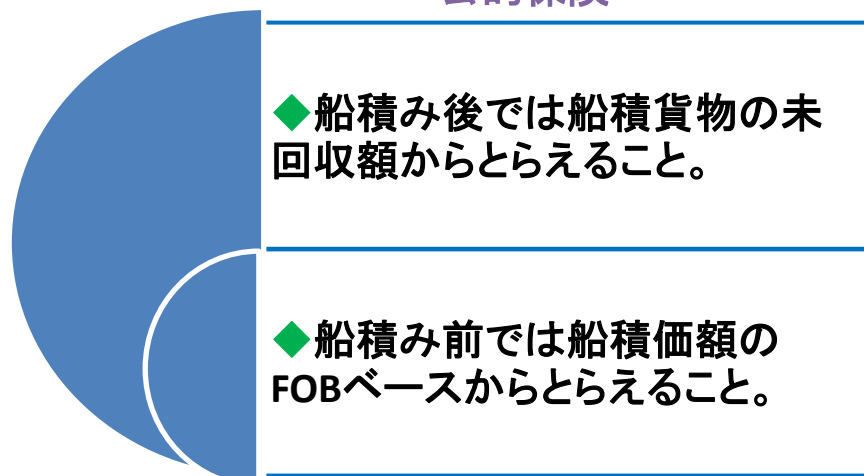 ◆船積み後では船積貨物の未
回収額からとらえること。
◆船積み前では船積価額の
FOBベースからとらえること。